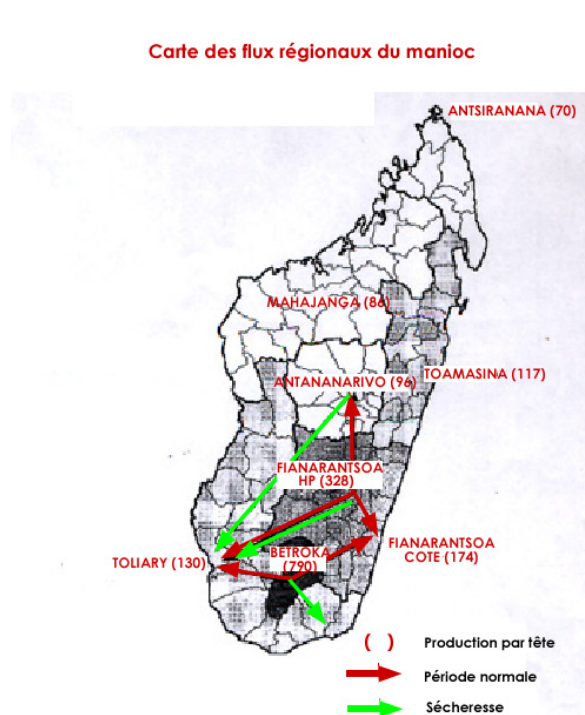 Carte des flux régionaux du manioc
ANTSIRANANA (70)
MAHAJANGA (86)
TOAMASINA (117)
ANTANANARIVO (96)
FIANARANTSOA
HP (328)
FIANARANTSOA
COTE (174)
BETROKA
(790)
TOLIARY (130)
( ) Production par tête
Période normale
Sécheresse